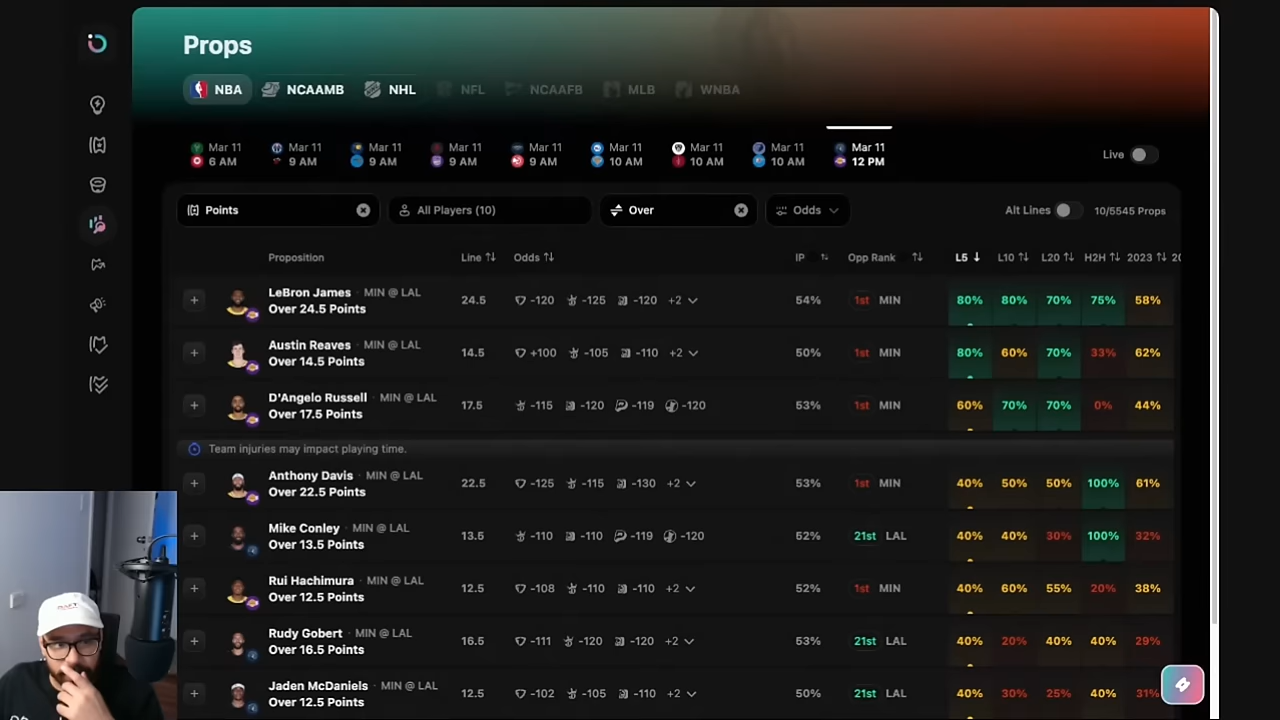 Props
NBA NCAAMB NHL NFL NCAAFB MLB WNBA
Mar 11 Mar 11 Mar 11 Mar 11 Mar 11 Mar 11 Mar 11 Mar 11 Mar 11
6 AM 9 AM 9 AM 9 AM 9 AM 10 AM 10 AM 10 AM 12 PM
Live
Points All Players (10) Over Odds Alt Lines 10/5545 Props
Proposition Line Odds IP Opp Rank L5 L10 L20 H2H 2023 20
LeBron James · MIN @ LAL
Over 24.5 Points
24.5 -120 -125 -120 +2 54% 1st MIN 80% 80% 70% 75% 58%
Austin Reaves · MIN @ LAL
Over 14.5 Points
14.5 +100 -105 -110 +2 50% 1st MIN 80% 60% 70% 33% 62%
D'Angelo Russell · MIN @ LAL
Over 17.5 Points
17.5 -115 -120 -119 -120 53% 1st MIN 60% 70% 70% 0% 44%
Team injuries may impact playing time.
Anthony Davis · MIN @ LAL
Over 22.5 Points
22.5 -125 -115 -130 +2 53% 1st MIN 40% 50% 50% 100% 61%
Mike Conley · MIN @ LAL
Over 13.5 Points
13.5 -110 -110 -119 -120 52% 21st LAL 40% 40% 30% 100% 32%
Rui Hachimura · MIN @ LAL
Over 12.5 Points
12.5 -108 -110 -110 +2 52% 1st MIN 40% 60% 55% 20% 38%
Rudy Gobert · MIN @ LAL
Over 16.5 Points
16.5 -111 -120 -120 +2 53% 21st LAL 40% 20% 40% 40% 29%
Jaden McDaniels · MIN @ LAL
Over 12.5 Points
12.5 -102 -105 -110 +2 50% 21st LAL 40% 30% 25% 40% 31%